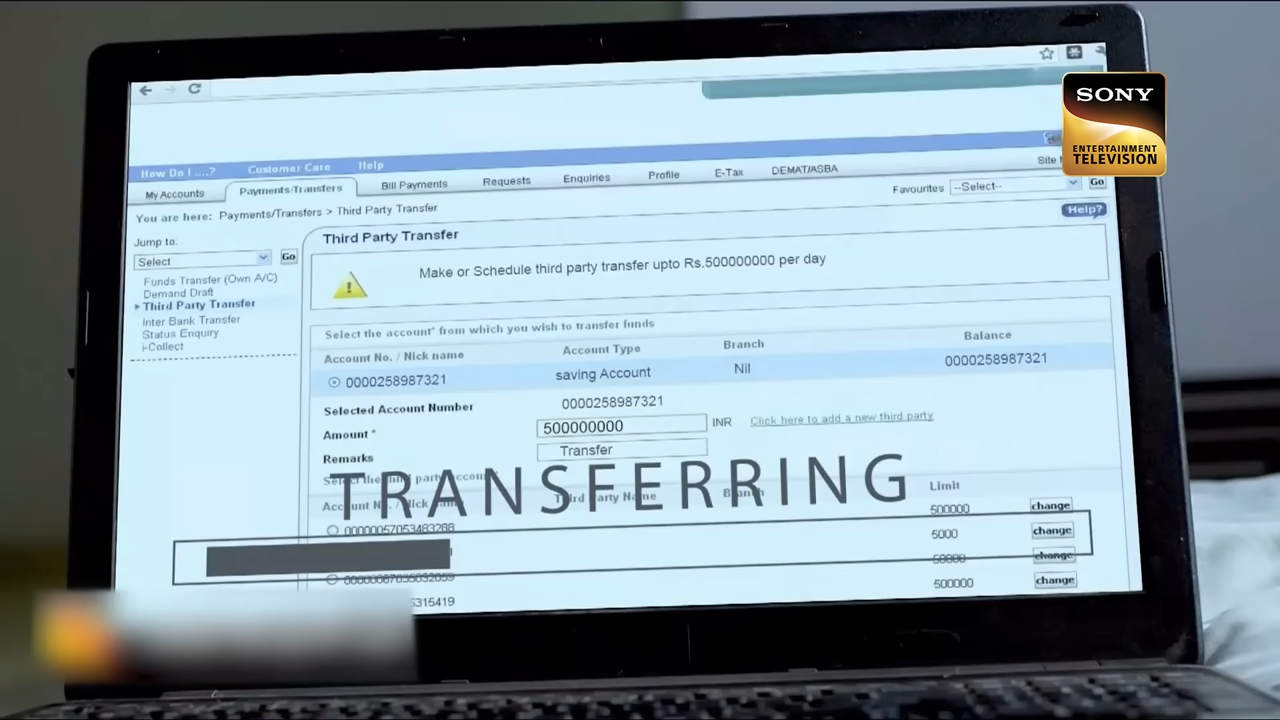 SONY
ENTERTAINMENT
TELEVISION
How Do I ....? Customer Care Help
My Accounts Payments/Transfers Bill Payments Requests Enquiries Profile E-Tax DEMAT/ASBA Site
Favourites --Select-- Go
You are here: Payments/Transfers > Third Party Transfer
Help?
Jump to:
Select Go
Funds Transfer (Own A/C)
Demand Draft
Third Party Transfer
Inter Bank Transfer
Status Enquiry
i-Collect
Third Party Transfer
Make or Schedule third party transfer upto Rs.500000000 per day
Select the account* from which you wish to transfer funds
Account No. / Nick name Account Type Branch Balance
0000258987321 saving Account Nil 0000258987321
Selected Account Number 0000258987321
Amount * 500000000 INR Click here to add a new third party
Remarks Transfer
TRANSFERRING
Third Party Name Limit
500000 change
5000 change
50000 change
500000 change
315419